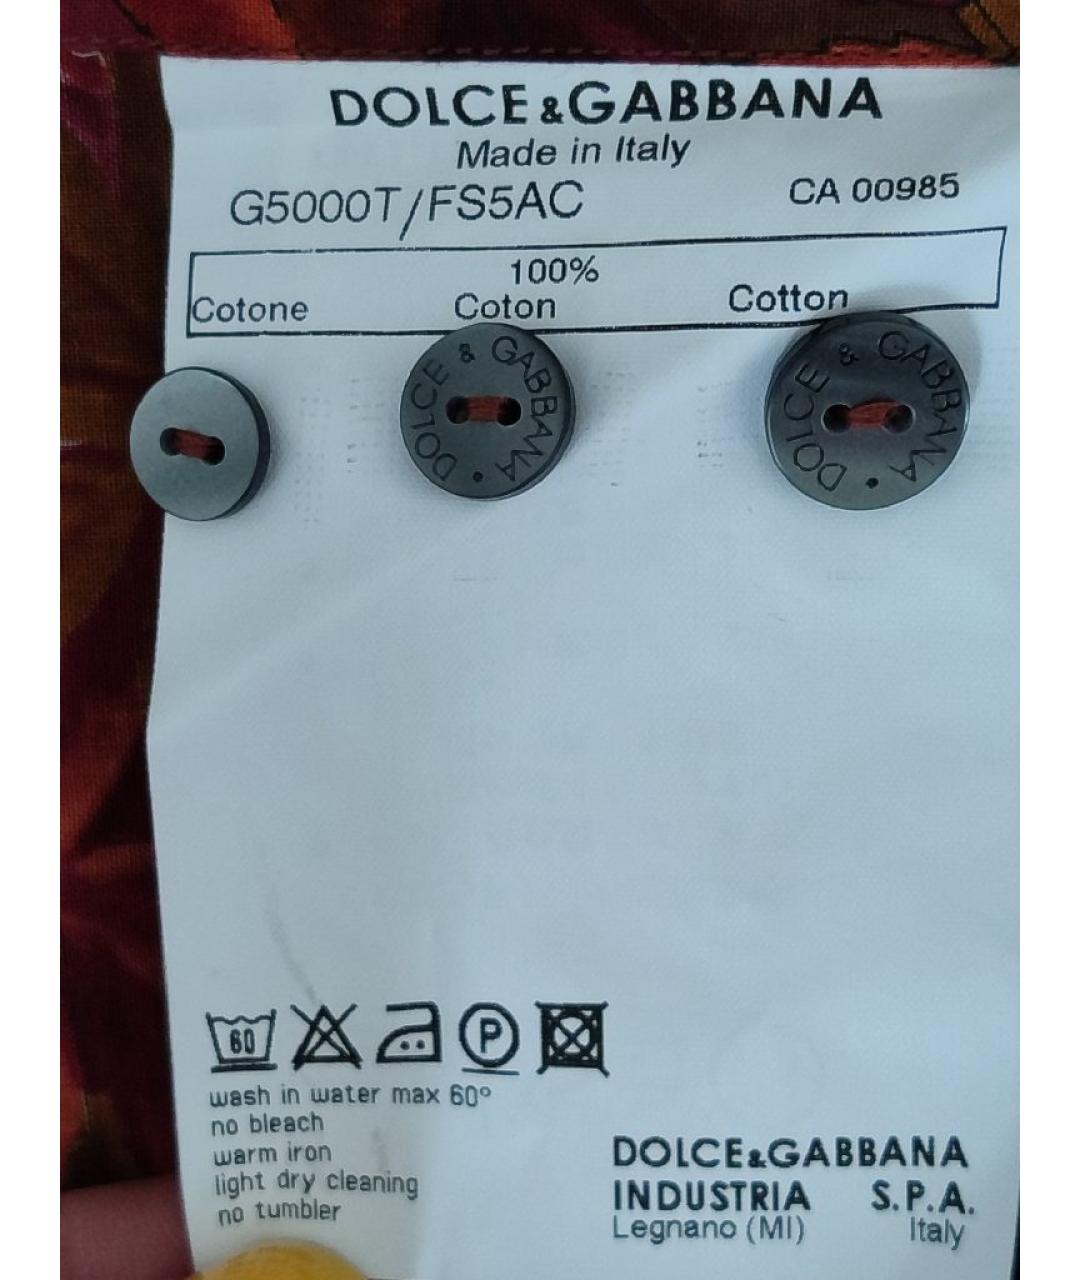 DOLCE&GABBANA
Made in Italy
G5000T/FS5AC CA 00985
100%
Cotone Coton Cotton
DOLCE & GABBANA
DOLCE & GABBANA
60 P
wash in water max 60°
no bleach
warm iron
light dry cleaning
no tumbler
DOLCE&GABBANA
INDUSTRIA S.P.A.
Legnano (MI) Italy